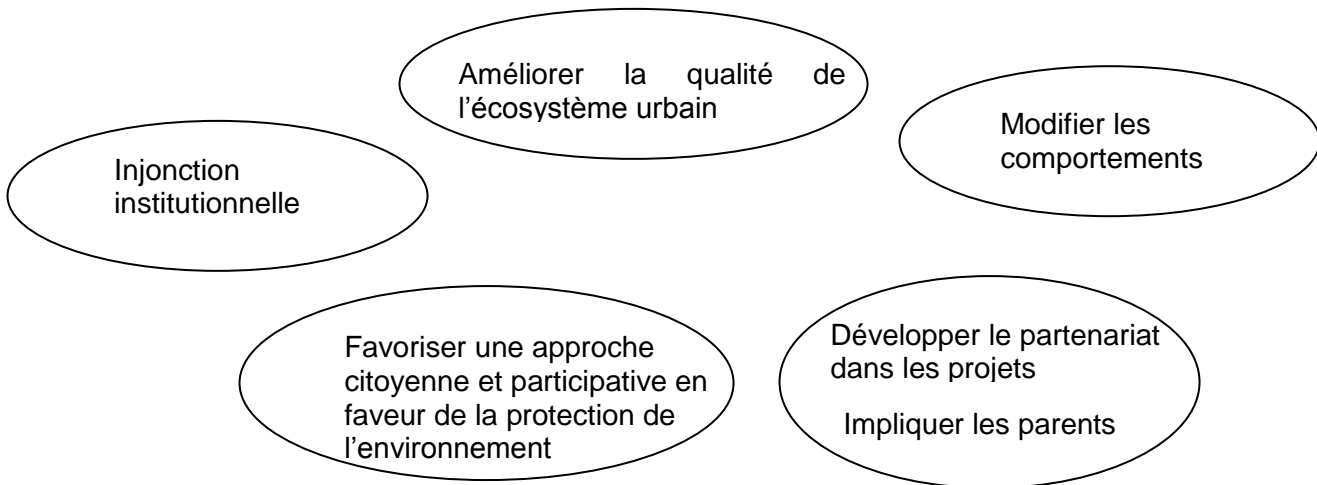 Améliorer la qualité de
l’écosystème urbain
Modifier les
comportements
Injonction
institutionnelle
Favoriser une approche
citoyenne et participative en
faveur de la protection de
l’environnement
Développer le partenariat
dans les projets
Impliquer les parents